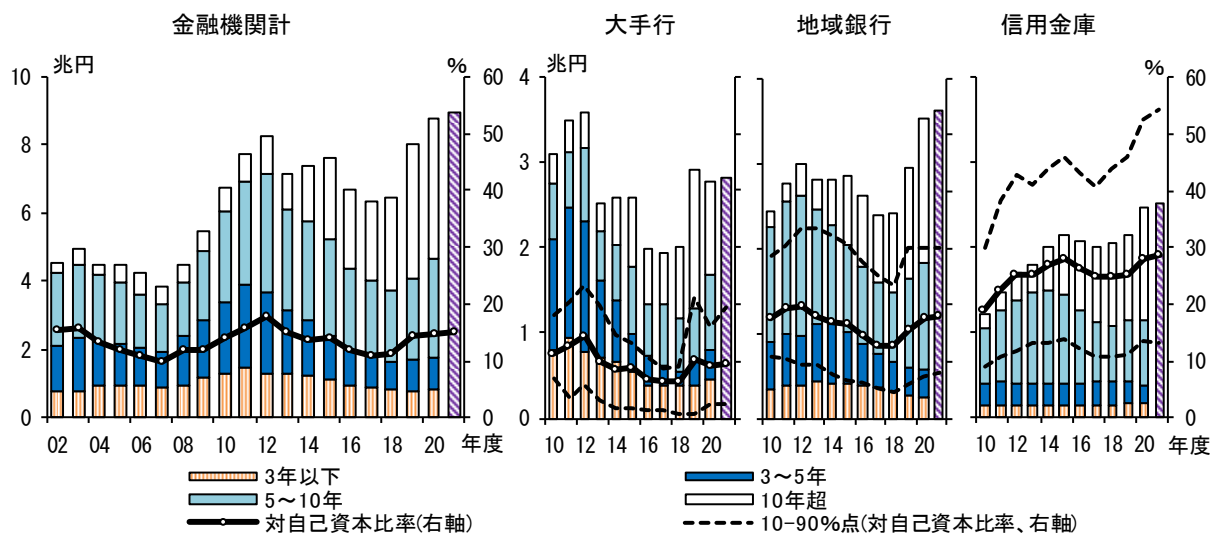 金融機関計 大手行 地域銀行 信用金庫
兆円 % 兆円 %
10 60 4 60
50
8
3
40
6
30
2
4
20
1
2
10
0 0 0 0
02 04 06 08 10 12 14 16 18 20 年度 10 12 14 16 18 20 10 12 14 16 18 20 10 12 14 16 18 20 年度
3年以下 3~5年
5~10年 10年超
対自己資本比率(右軸) 10-90%点(対自己資本比率、右軸)